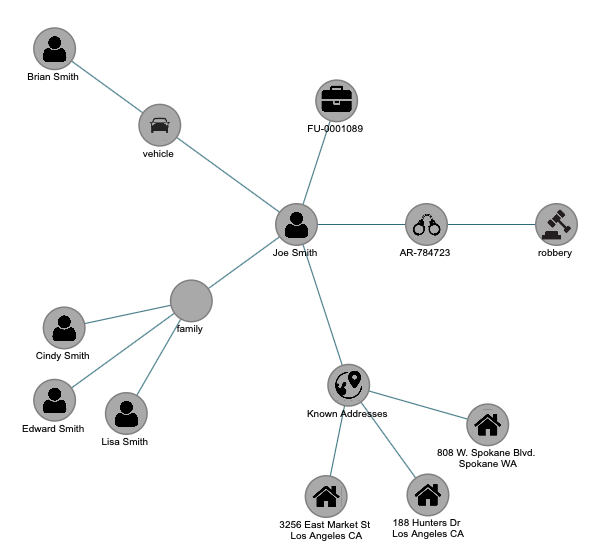 Brian Smith
FU-0001089
vehicle
Joe Smith
AR-784723
robbery
family
Cindy Smith
Known Addresses
Edward Smith
Lisa Smith
808 W. Spokane Blvd.
Spokane WA
3256 East Market St
Los Angeles CA
188 Hunters Dr
Los Angeles CA